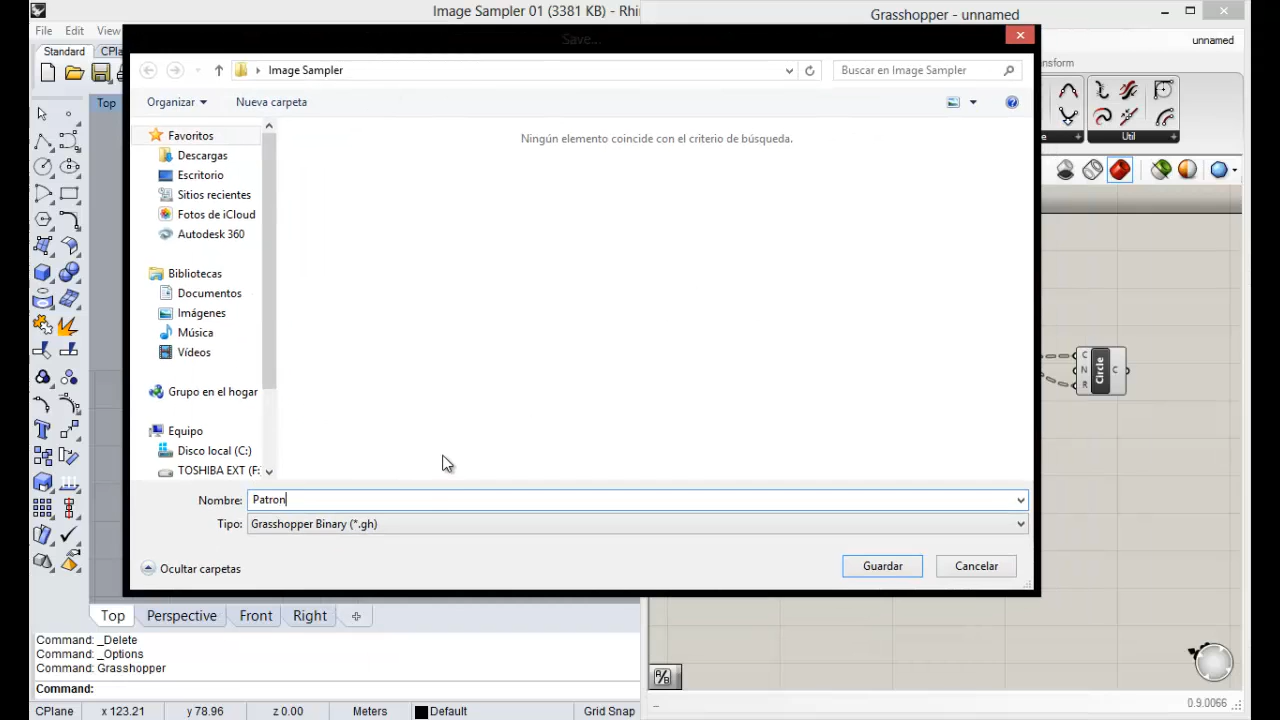 Image Sampler 01 (3381 KB) - Rhi
Grasshopper - unnamed
File Edit View
Save...
unnamed
Standard CPla
Image Sampler
Buscar en Image Sampler
nsform
Top
Organizar
Nueva carpeta
Favoritos
Ningún elemento coincide con el criterio de búsqueda.
Util
Descargas
Escritorio
Sitios recientes
Fotos de iCloud
Autodesk 360
Bibliotecas
Documentos
Imágenes
Música
Vídeos
Grupo en el hogar
Equipo
Disco local (C:)
TOSHIBA EXT (F:
C
N
R
Circle
C
Nombre: Patron
Tipo: Grasshopper Binary (*.gh)
Ocultar carpetas
Guardar
Cancelar
Top Perspective Front Right
Command: _Delete
Command: _Options
Command: Grasshopper
Command:
CPlane x 123.21 y 78.96 z 0.00 Meters Default Grid Snap
0.9.0066